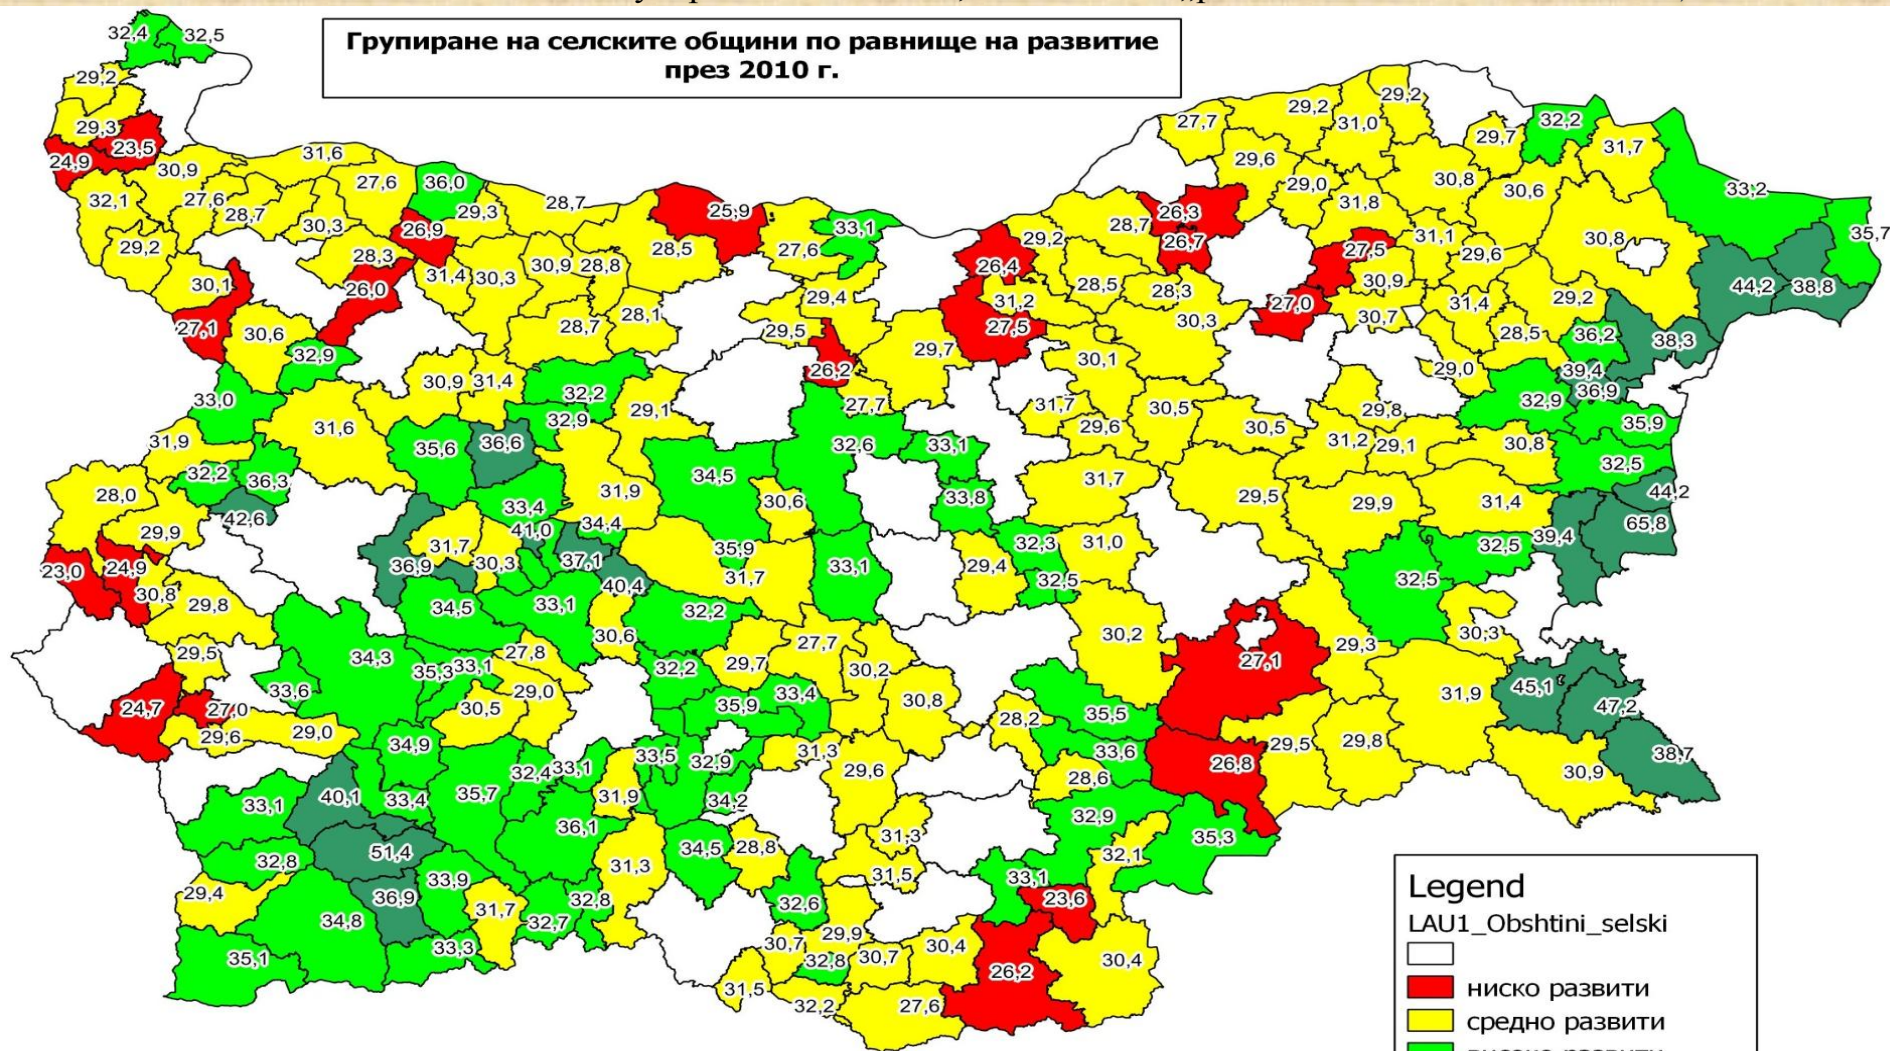 Групиране на селските общини по равнище на развитие
през 2010 г.
32,4 32,5
29,2
29,3
23,5
24,9
30,9 31,6
32,1 27,6 28,7 30,3 27,6 36,0 29,3 28,7 25,9
29,2 28,3 26,9 28,5 27,6 33,1
30,1 26,0 31,4 30,3 30,9 28,8
27,1 30,6 32,9 28,7 28,1 29,5 29,4
26,2 29,7 27,7
27,7 29,2 31,0 29,2 29,7 32,2 31,7
29,6 29,0 30,8 30,6 33,2 35,7
26,3 28,7 26,7 31,8 31,1 29,6 30,8
26,4 29,2 27,5 30,9 44,2 38,8
31,2 28,5 28,3 27,0 30,7 31,4 29,2
27,5 30,3 28,5 36,2 38,3
30,1 29,0 39,4 36,9
33,0 30,9 31,4 32,2 29,1
31,9 31,6 35,6 36,6 32,9 32,6 33,1
31,7 29,6 30,5 30,5 29,8 32,9 35,9
31,2 29,1 30,8 32,5
32,2 36,3 42,6 33,4 31,9 34,5 30,6 33,8
28,0 29,9 31,7 29,5 29,9 31,4 44,2
23,0 24,9 30,8 29,8
36,9 31,7 30,3 41,0 34,4 37,1 40,4 35,9 31,7 33,1
29,4 32,3 32,5 31,0 32,5 32,5 39,4 65,8
34,5 33,1 30,6 32,2 30,2 27,1 29,3 30,3
29,5 34,3 33,6 35,3 33,1 27,8 29,0 30,5
32,2 29,7 27,7 30,2 30,8 35,9 33,4
24,7 27,0 29,6 29,0 34,9
28,2 35,5 33,6 28,6 31,9 45,1 47,2 38,7
33,1 40,1 33,4 35,7 32,4 33,1 31,9 33,5 32,9 34,2 31,3 29,6
26,8 29,5 29,8 30,9
32,8 51,4 36,1 31,3 34,5 28,8 31,3 31,5
32,9 32,1 35,3
29,4 34,8 36,9 33,9 31,7 32,7 32,8 32,6 33,1 23,6
35,1 33,3 30,7 29,9 32,8 30,7 30,4 26,2 30,4
31,5 32,2 27,6
Legend
LAU1_Obshtini_selski
ниско развити
средно развити